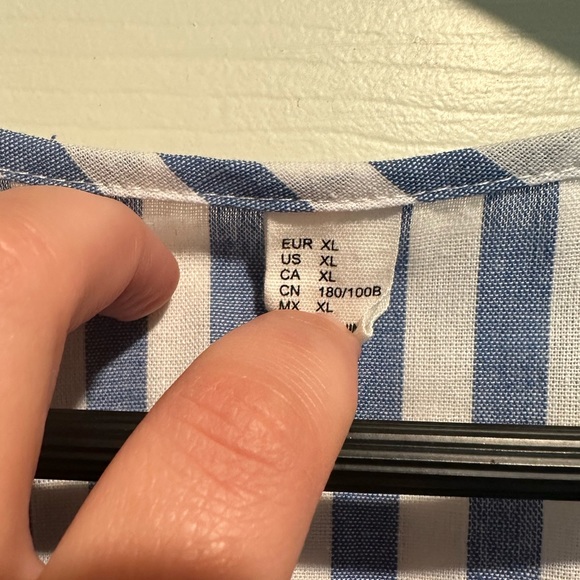 EUR XL
US XL
CA XL
CN 180/100B
MX XL